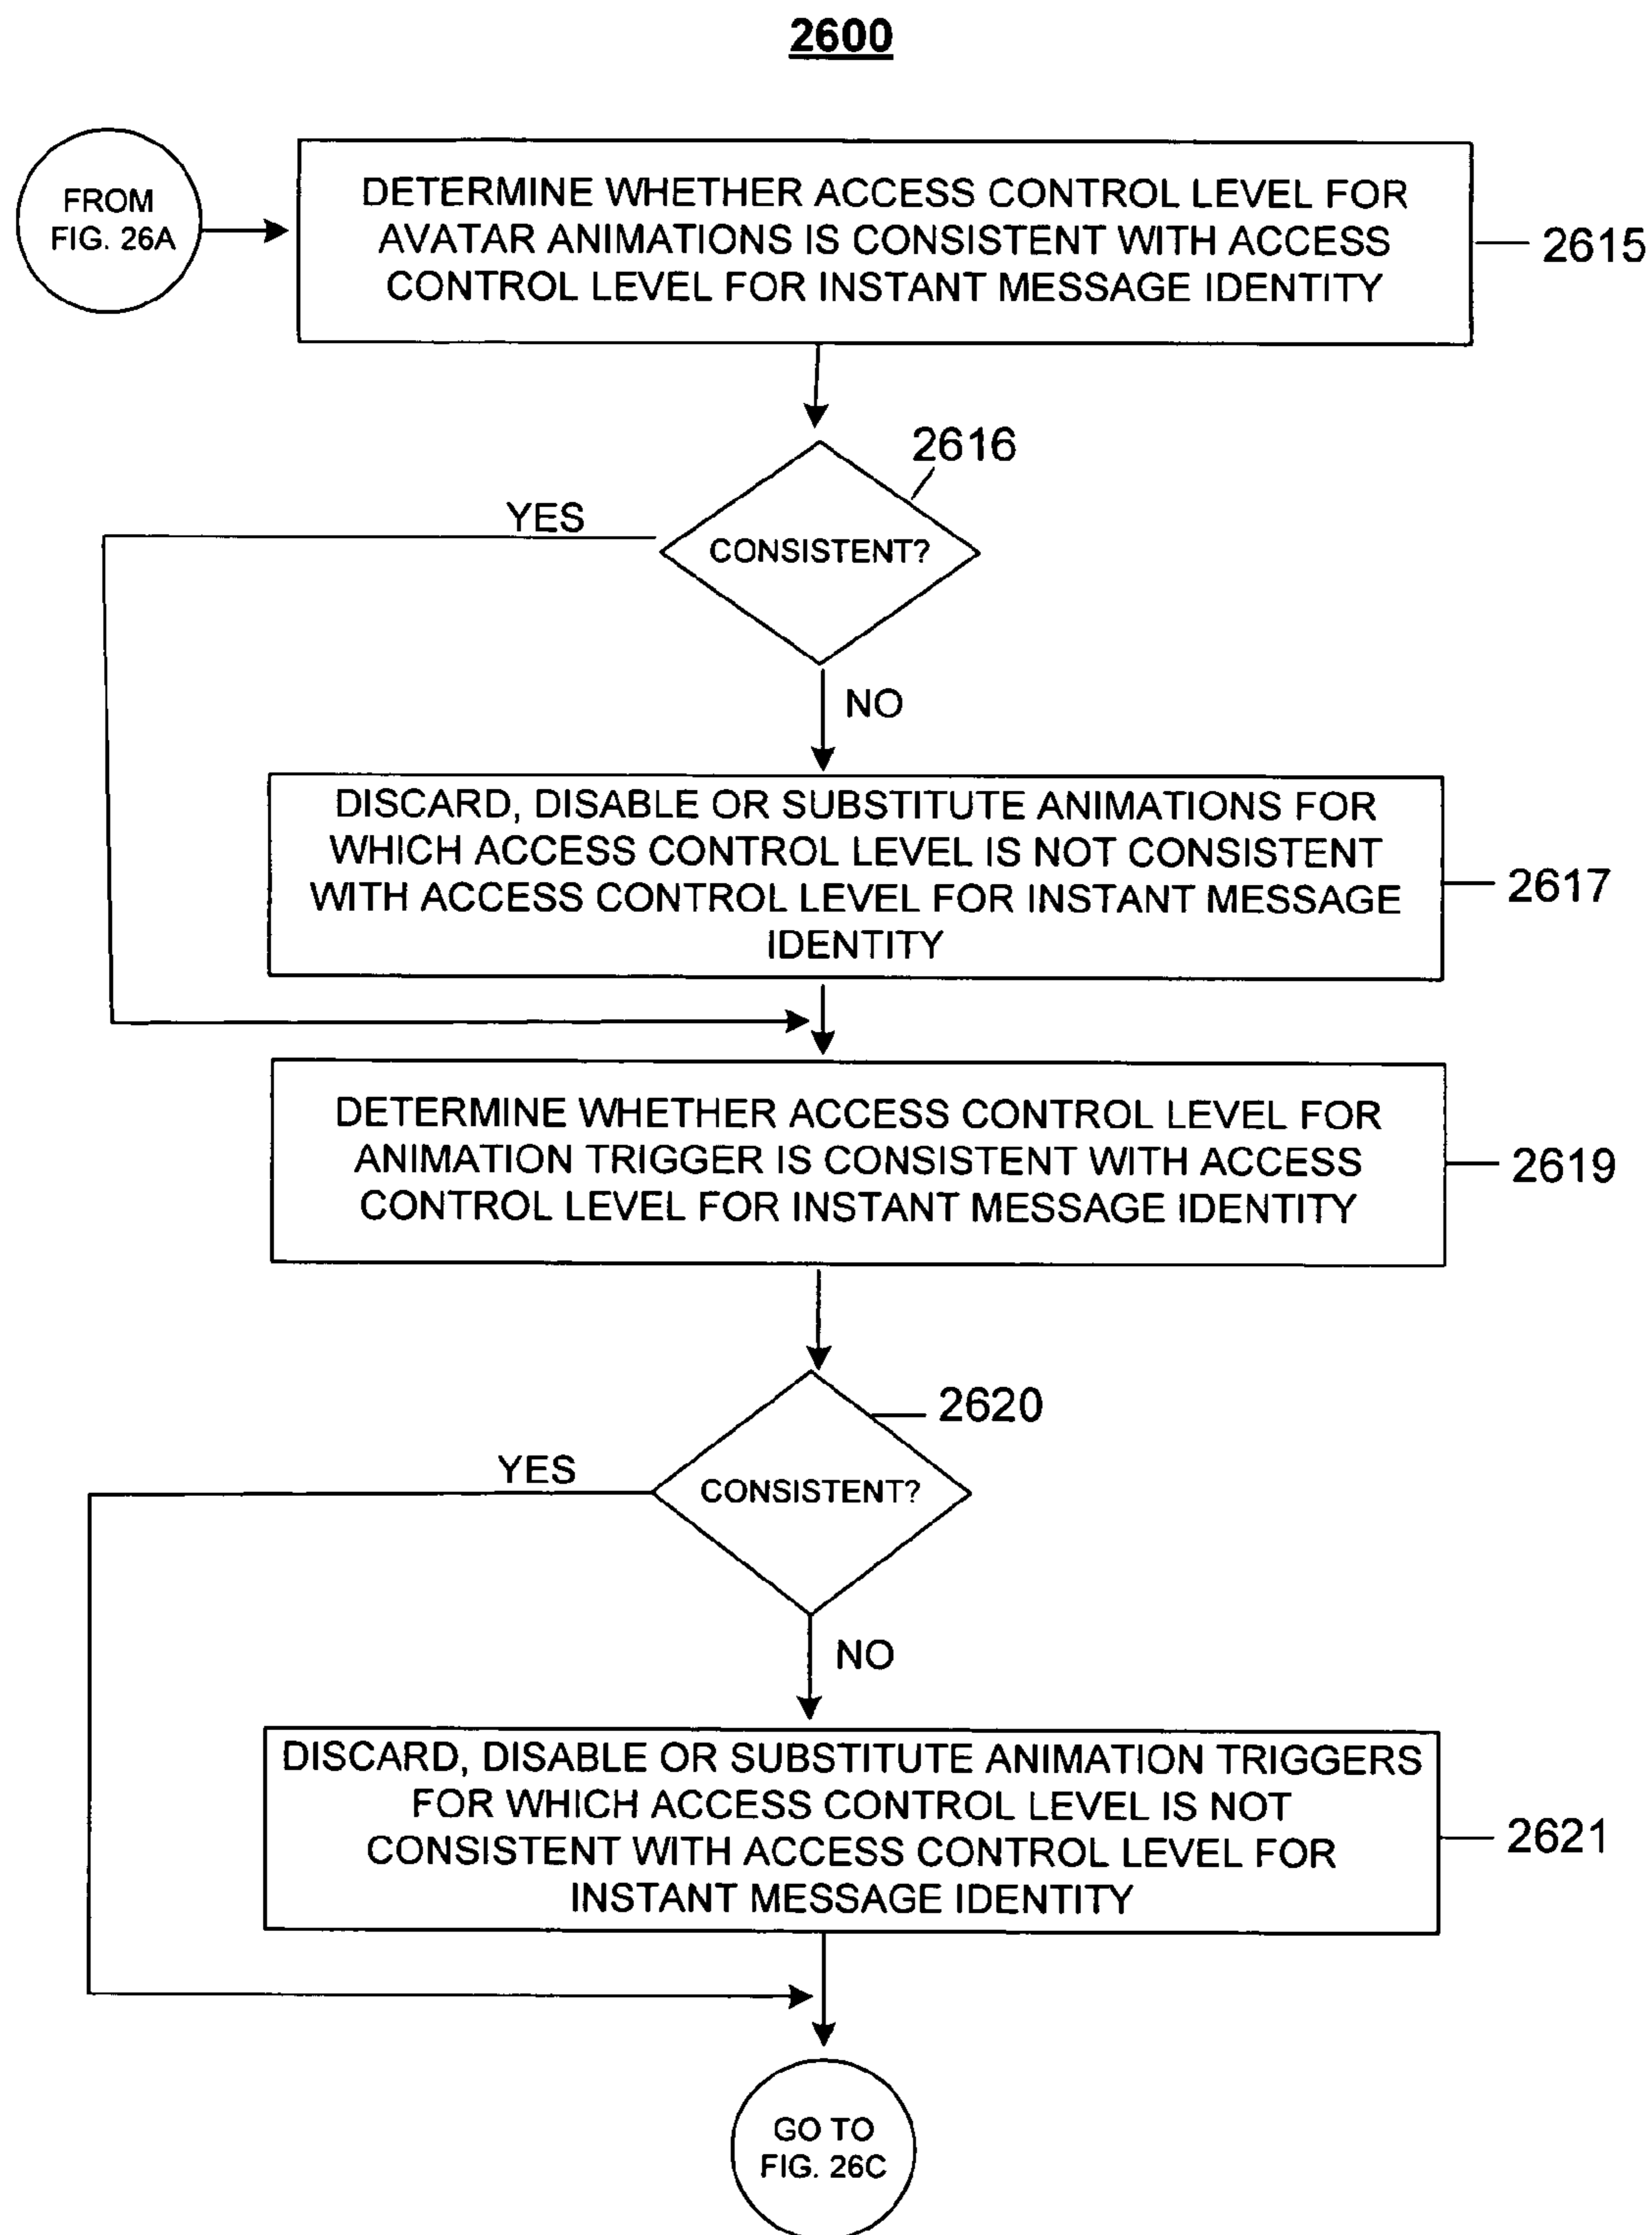 2600
FROM
FIG. 26A
DETERMINE WHETHER ACCESS CONTROL LEVEL FOR
AVATAR ANIMATIONS IS CONSISTENT WITH ACCESS
CONTROL LEVEL FOR INSTANT MESSAGE IDENTITY
2615
2616
YES
CONSISTENT?
NO
DISCARD, DISABLE OR SUBSTITUTE ANIMATIONS FOR
WHICH ACCESS CONTROL LEVEL IS NOT CONSISTENT
WITH ACCESS CONTROL LEVEL FOR INSTANT MESSAGE
IDENTITY
2617
DETERMINE WHETHER ACCESS CONTROL LEVEL FOR
ANIMATION TRIGGER IS CONSISTENT WITH ACCESS
CONTROL LEVEL FOR INSTANT MESSAGE IDENTITY
2619
2620
YES
CONSISTENT?
NO
DISCARD, DISABLE OR SUBSTITUTE ANIMATION TRIGGERS
FOR WHICH ACCESS CONTROL LEVEL IS NOT
CONSISTENT WITH ACCESS CONTROL LEVEL FOR
INSTANT MESSAGE IDENTITY
2621
GO TO
FIG. 26C